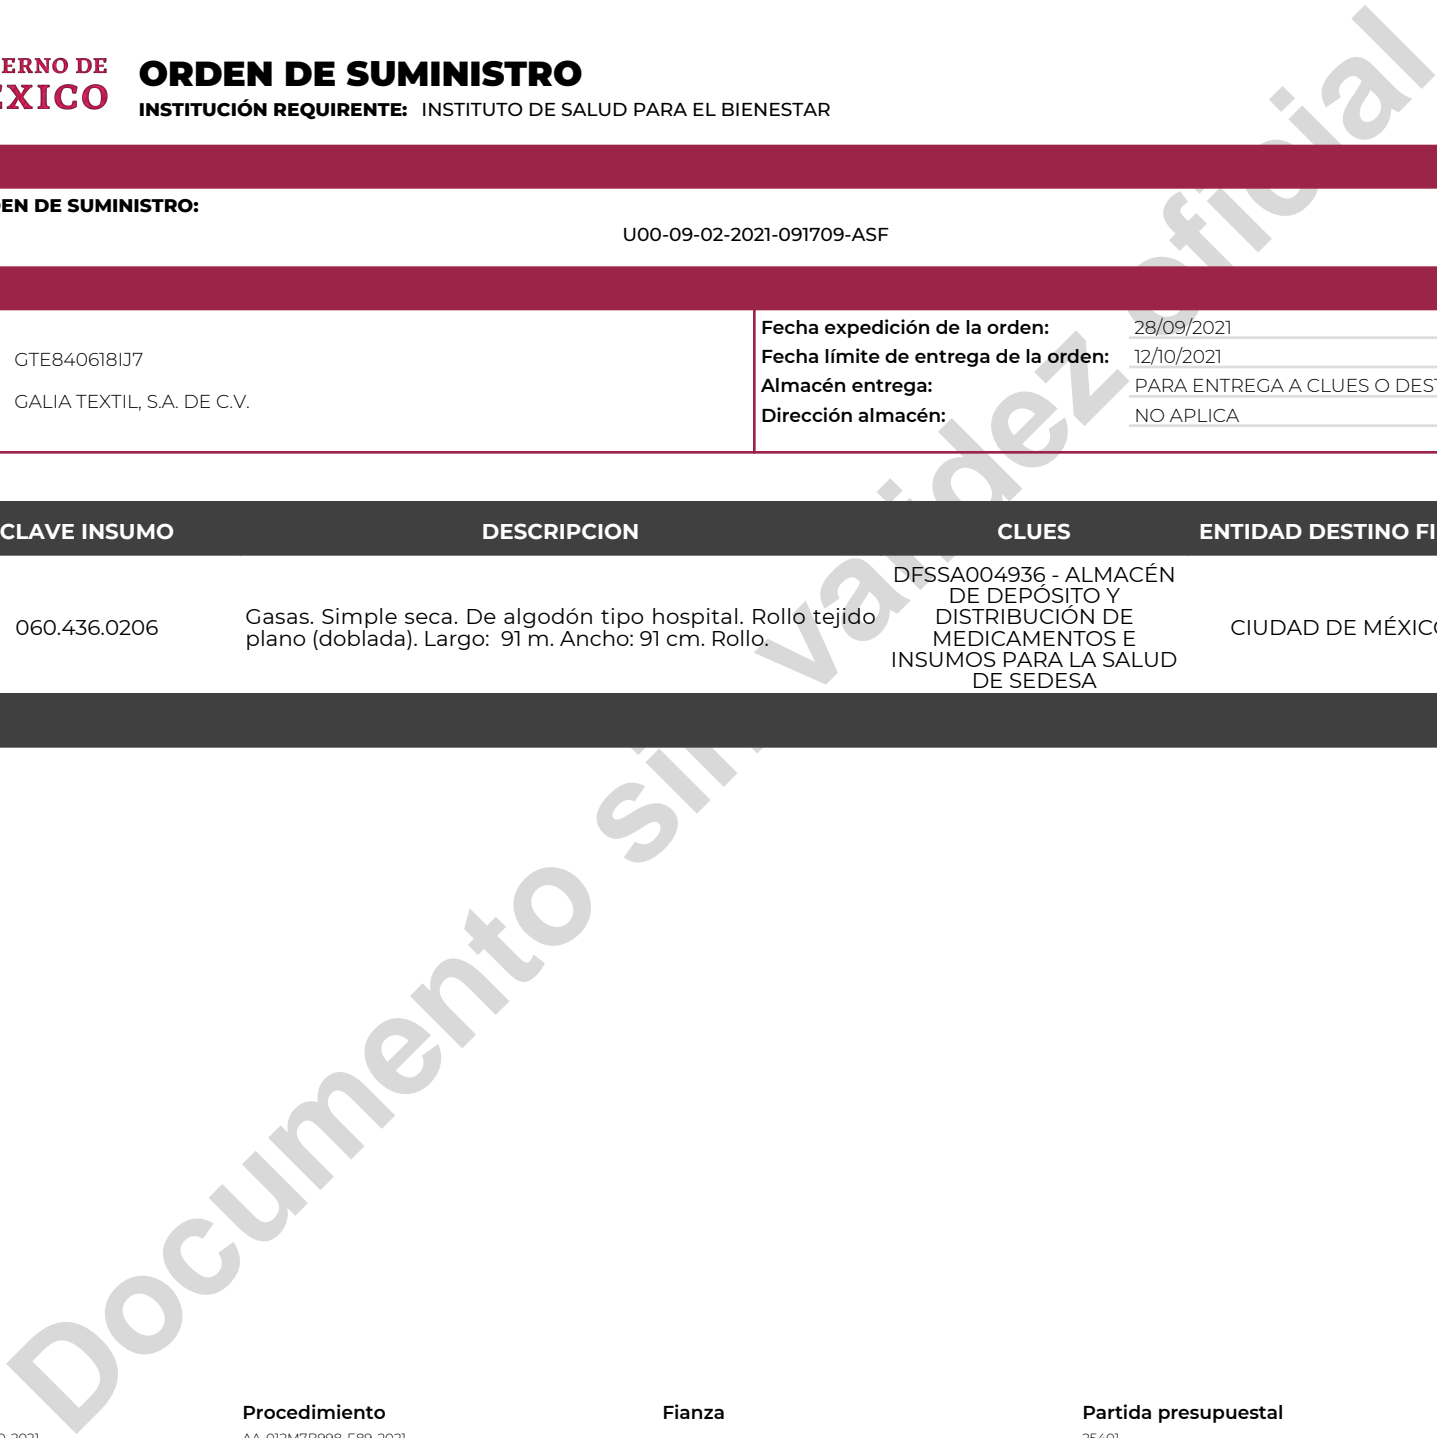 ERNO DE
ÉXICO
ORDEN DE SUMINISTRO
INSTITUCIÓN REQUIRENTE: INSTITUTO DE SALUD PARA EL BIENESTAR
EN DE SUMINISTRO:
U00-09-02-2021-091709-ASF
GTE840618IJ7
GALIA TEXTIL, S.A. DE C.V.
Fecha expedición de la orden: 28/09/2021
Fecha límite de entrega de la orden: 12/10/2021
Almacén entrega: PARA ENTREGA A CLUES O DEST
Dirección almacén: NO APLICA
CLAVE INSUMO DESCRIPCION CLUES ENTIDAD DESTINO FI
060.436.0206
Gasas. Simple seca. De algodón tipo hospital. Rollo tejido
plano (doblada). Largo: 91 m. Ancho: 91 cm. Rollo.
DFSSA004936 - ALMACÉN
DE DEPÓSITO Y
DISTRIBUCIÓN DE
MEDICAMENTOS E
INSUMOS PARA LA SALUD
DE SEDESA
CIUDAD DE MÉXICO
Documento sin validez oficial
Procedimiento Fianza Partida presupuestal